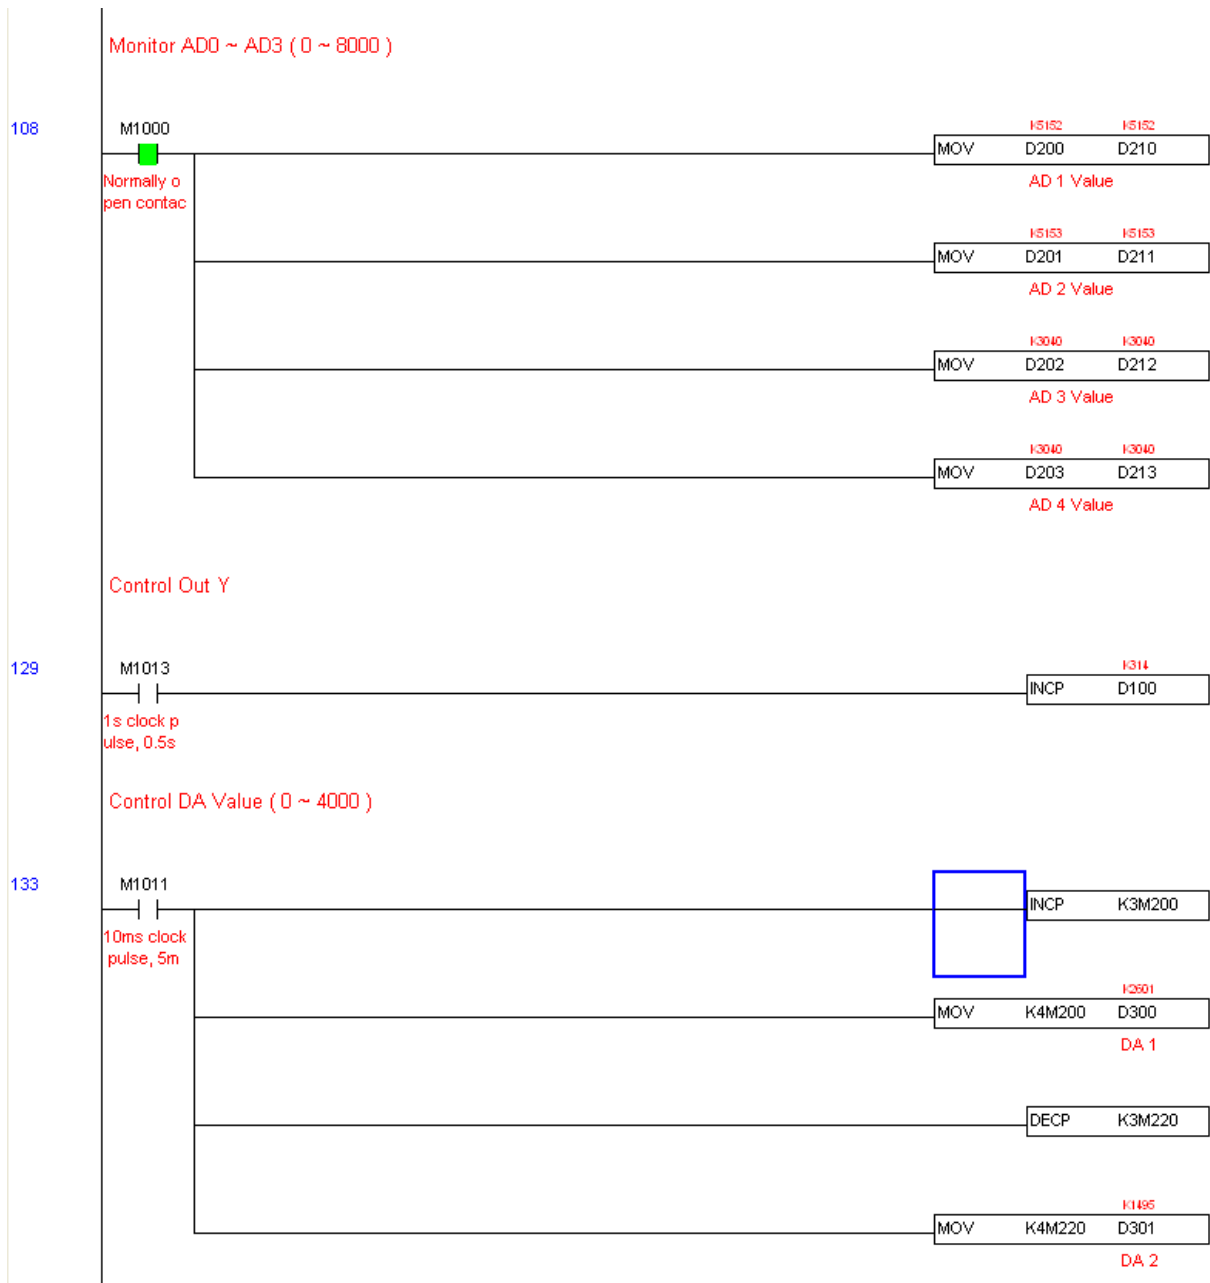 Monitor AD0 ~ AD3 ( 0 ~ 8000 )
108
M1000
Normally o
pen contac
K5152 K5152
MOV D200 D210
AD 1 Value
K5153 K5153
MOV D201 D211
AD 2 Value
K3040 K3040
MOV D202 D212
AD 3 Value
K3040 K3040
MOV D203 D213
AD 4 Value
Control Out Y
129
M1013
1s clock p
ulse, 0.5s
K314
INCP D100
Control DA Value ( 0 ~ 4000 )
133
M1011
10ms clock
pulse, 5m
INCP K3M200
K2601
MOV K4M200 D300
DA 1
DECP K3M220
K1495
MOV K4M220 D301
DA 2